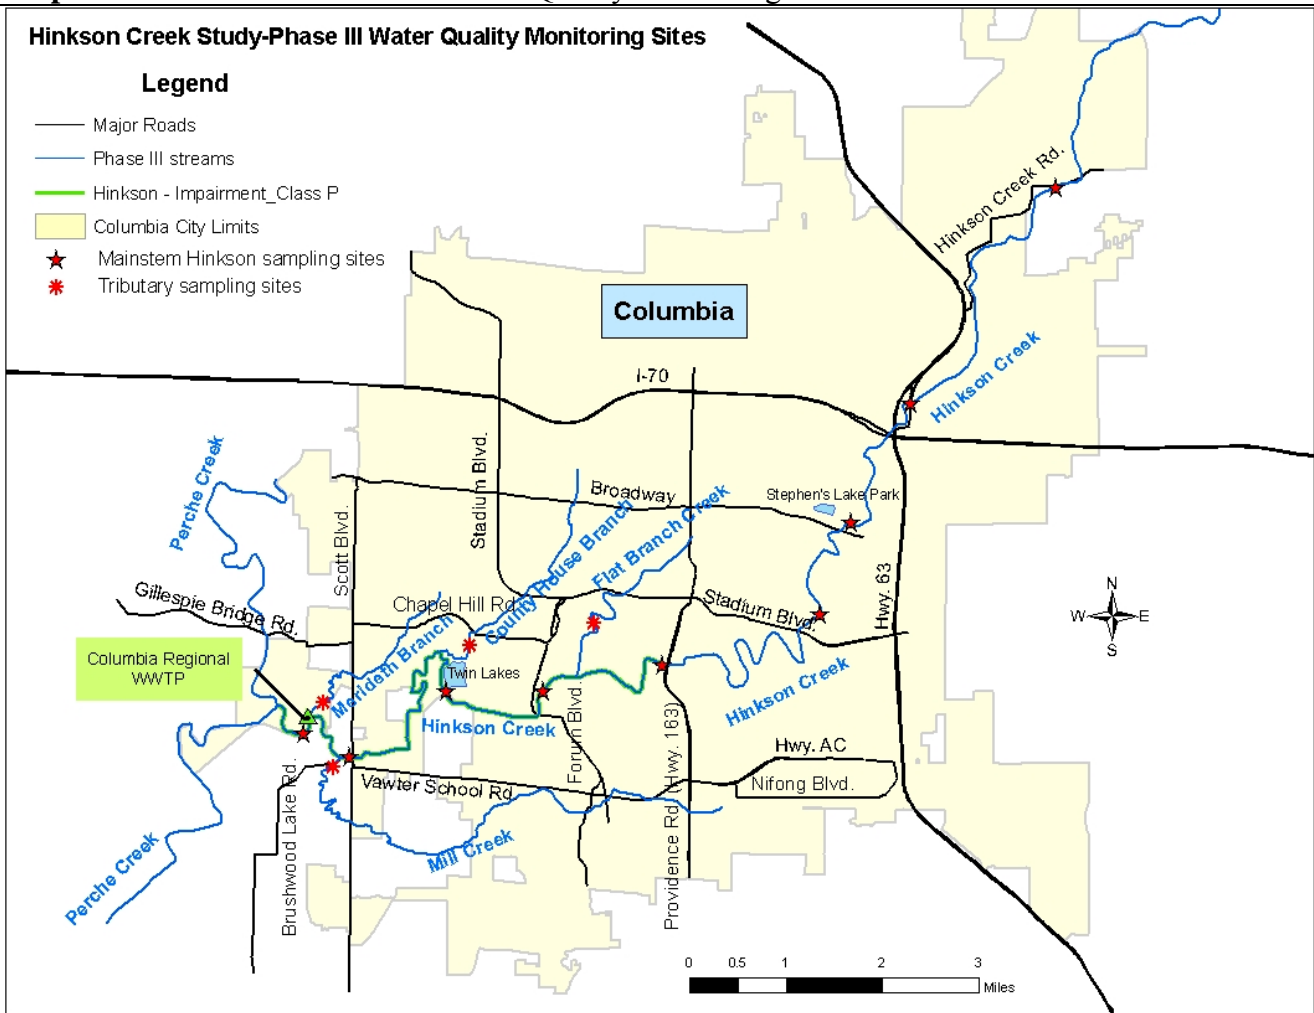 Hinkson Creek Study-Phase III Water Quality Monitoring Sites
Legend
Major Roads
Phase III streams
Hinkson - Impairment_Class P
Columbia City Limits
Mainstem Hinkson sampling sites
Tributary sampling sites
Hinkson Creek Rd.
Columbia
Hinkson Creek
I-70
Perche Creek
Stadium Blvd.
Broadway
Stephen's Lake Park
Scott Blvd.
County House Branch
Flat Branch Creek
Hwy. 63
N
W
E
S
Gillespie Bridge Rd.
Chapel Hill Rd.
Stadium Blvd.
Merideth Branch
Columbia Regional
WWTP
Twin Lakes
Hinkson Creek
Hinkson Creek
Forum Blvd.
Providence Rd. (Hwy. 163)
Hwy. AC
Nifong Blvd.
Vawter School Rd
Brushwood Lake Rd.
Mill Creek
Perche Creek
0 0.5 1 2 3
Miles